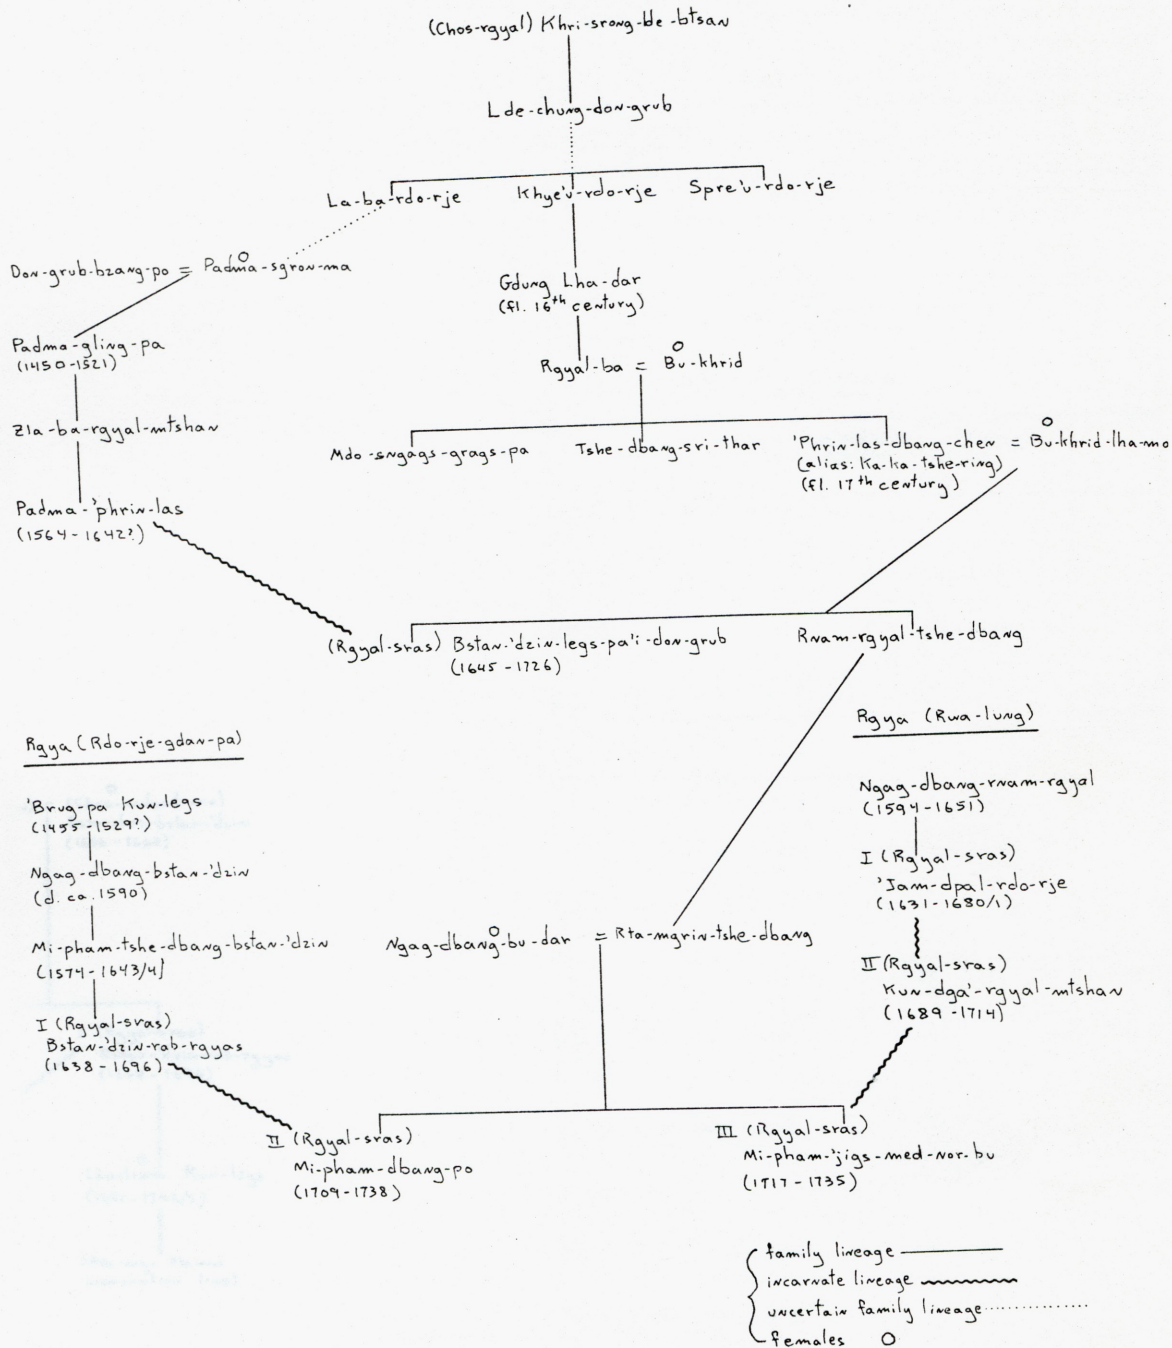 (Chos-rgyal) Khri-srong-lde-btsan
Lde-chung-don-grub
La-ba-rdo-rje Khye'u-rdo-rje Spre'u-rdo-rje
Don-grub-bzang-po = Padma-sgron-ma
Gdung Lha-dar
(fl. 16th century)
Padma-gling-pa
(1450-1521)
Rgyal-ba = Bu-khrid
Zla-ba-rgyal-mtshan
Mdo-sngags-grags-pa Tshe-dbang-sri-thar 'Phrin-las-dbang-chen = Bu-khrid-lha-mo
(alias: Ka-ka-tshe-ring)
(fl. 17th century)
Padma-'phrin-las
(1564-1642?)
(Rgyal-sras) Bstan-'dzin-legs-pa'i-don-grub Rnam-rgyal-tshe-dbang
(1645-1726)
Rgya (Rdo-rje-gdan-pa)
'Brug-pa Kun-legs
(1455-1529?)
Ngag-dbang-bstan-'dzin
(d. ca. 1590)
Mi-pham-tshe-dbang-bstan-'dzin
(1574-1643/4)
I (Rgyal-sras)
Bstan-'dzin-rab-rgyas
(1638-1696)
Rgya (Rwa-lung)
Ngag-dbang-rnam-rgyal
(1594-1651)
I (Rgyal-sras)
'Jam-dpal-rdo-rje
(1631-1680/1)
II (Rgyal-sras)
Kun-dga'-rgyal-mtshan
(1689-1714)
Ngag-dbang-bu-dar = Rta-mgrin-tshe-dbang
II (Rgyal-sras)
Mi-pham-dbang-po
(1709-1738)
III (Rgyal-sras)
Mi-pham-'jigs-med-nor-bu
(1717-1735)
family lineage
incarnate lineage
uncertain family lineage
females O